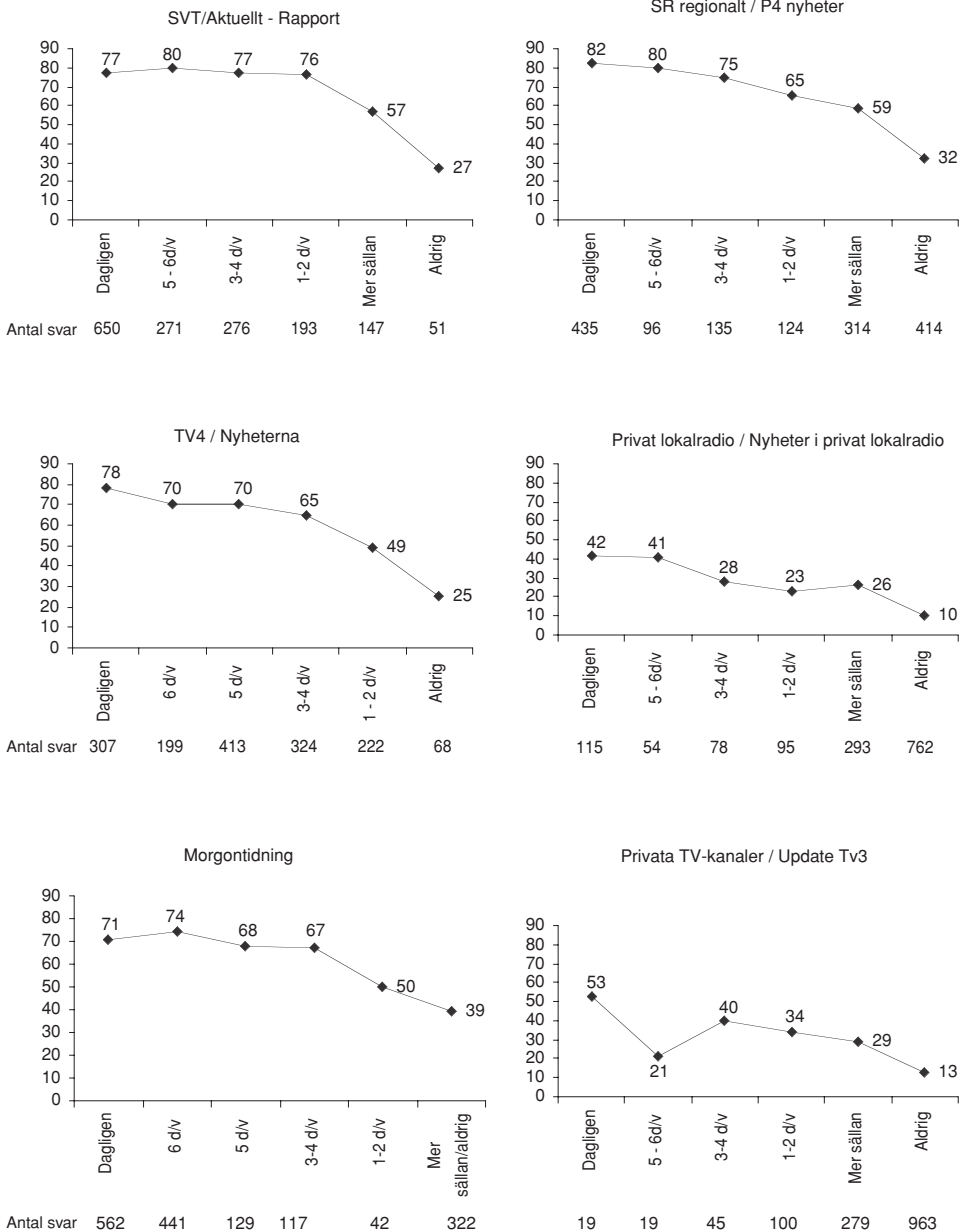 SVT/Aktuellt - Rapport
90
80
70
60
50
40
30
20
10
0
77 80 77 76 57 27
Dagligen 5 - 6d/v 3-4 d/v 1-2 d/v Mer sällan Aldrig
Antal svar 650 271 276 193 147 51
SR regionalt / P4 nyheter
90
80
70
60
50
40
30
20
10
0
82 80 75 65 59 32
Dagligen 5 - 6d/v 3-4 d/v 1-2 d/v Mer sällan Aldrig
435 96 135 124 314 414
TV4 / Nyheterna
90
80
70
60
50
40
30
20
10
0
78 70 70 65 49 25
Dagligen 6 d/v 5 d/v 3-4 d/v 1 - 2 d/v Aldrig
Antal svar 307 199 413 324 222 68
Privat lokalradio / Nyheter i privat lokalradio
90
80
70
60
50
40
30
20
10
0
42 41 28 23 26 10
Dagligen 5 - 6d/v 3-4 d/v 1-2 d/v Mer sällan Aldrig
115 54 78 95 293 762
Morgontidning
90
80
70
60
50
40
30
20
10
0
71 74 68 67 50 39
Dagligen 6 d/v 5 d/v 3-4 d/v 1-2 d/v Mer
sällan/aldrig
Antal svar 562 441 129 117 42 322
Privata TV-kanaler / Update Tv3
90
80
70
60
50
40
30
20
10
0
53 21 40 34 29 13
Dagligen 5 - 6d/v 3-4 d/v 1-2 d/v Mer sällan Aldrig
19 19 45 100 279 963